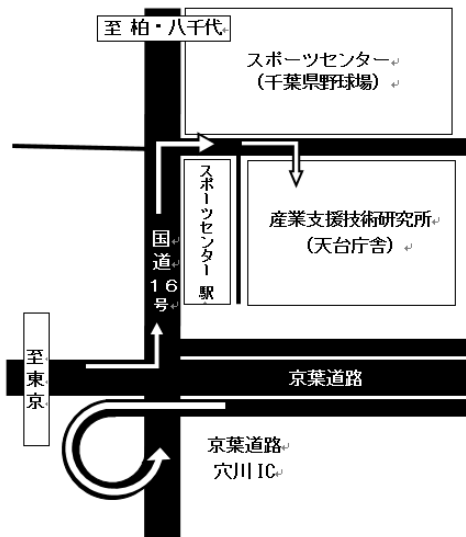 至 柏・八千代
スポーツセンター
（千葉県野球場）
スポーツセンター 駅
産業支援技術研究所
（天台庁舎）
国道16号
至東京
京葉道路
京葉道路
穴川IC